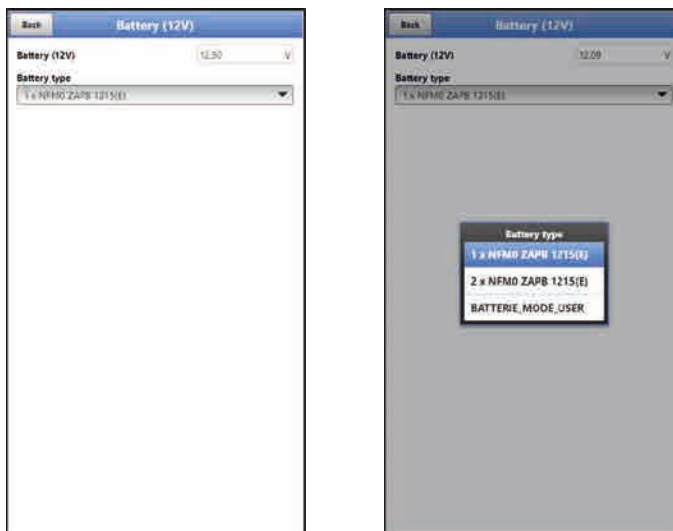 Back Battery (12V)
Battery (12V) 12.90 V
Battery type
1 x NFM0 ZAPB 1215(E)
Back Battery (12V)
Battery (12V) 12.09 V
Battery type
1 x NFM0 ZAPB 1215(E)
Battery type
1 x NFM0 ZAPB 1215(E)
2 x NFM0 ZAPB 1215(E)
BATTERIE_MODE_USER